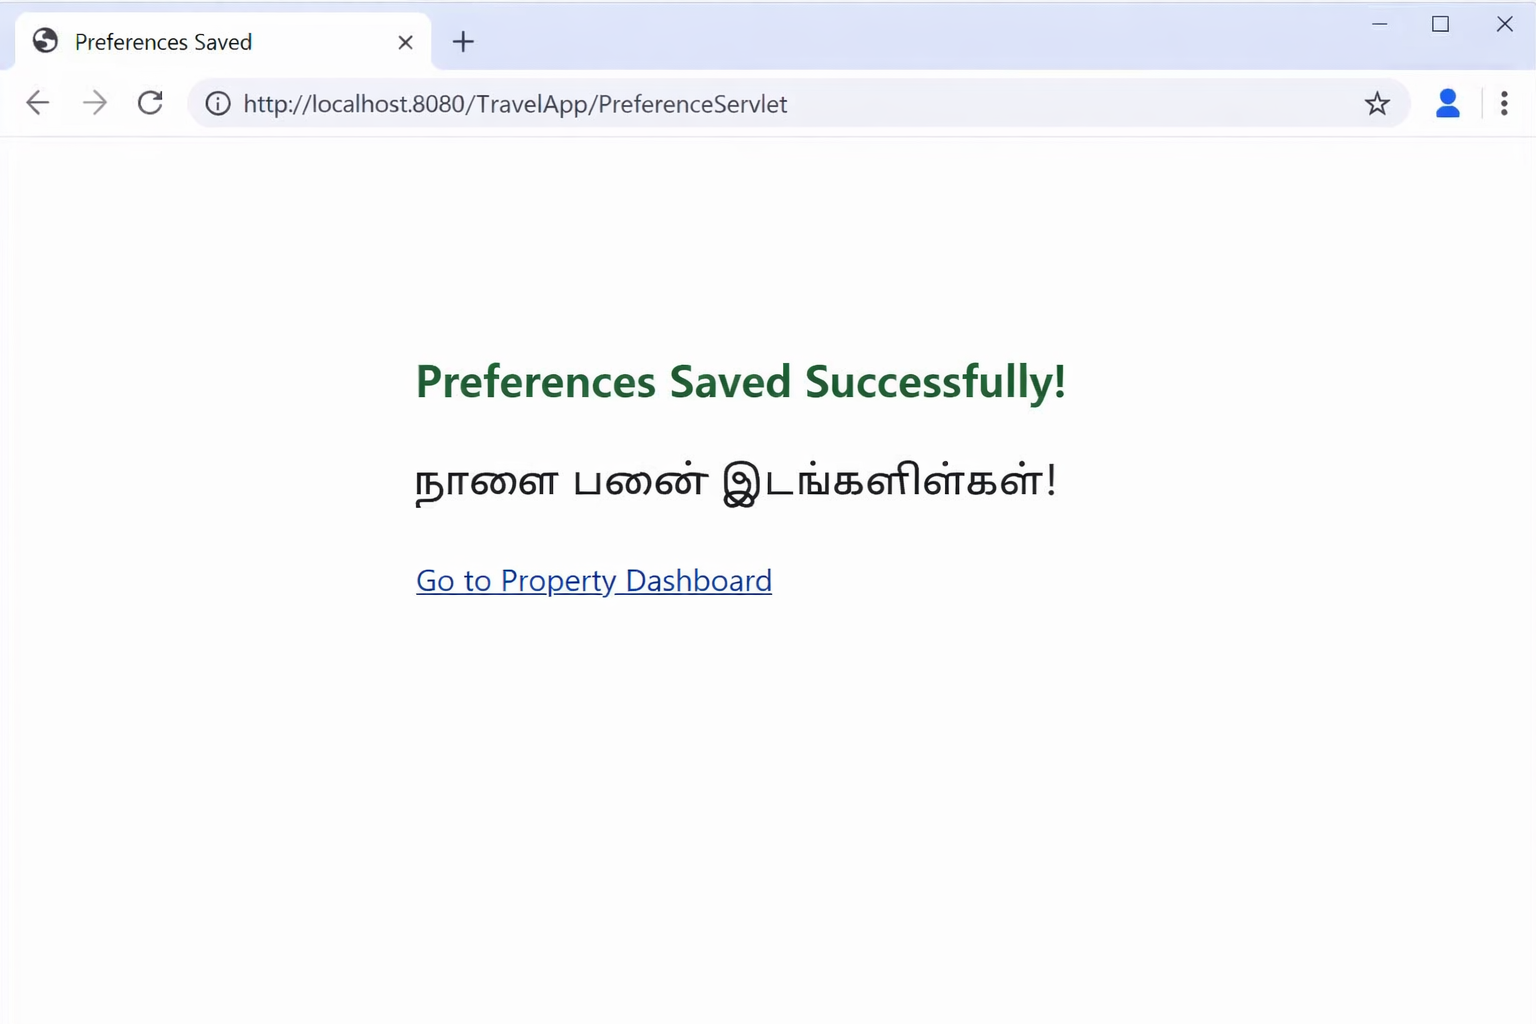 Preferences Saved
http://localhost.8080/TravelApp/PreferenceServlet
Preferences Saved Successfully!
நாளை பனைன் இடங்களிள்கள்!
Go to Property Dashboard